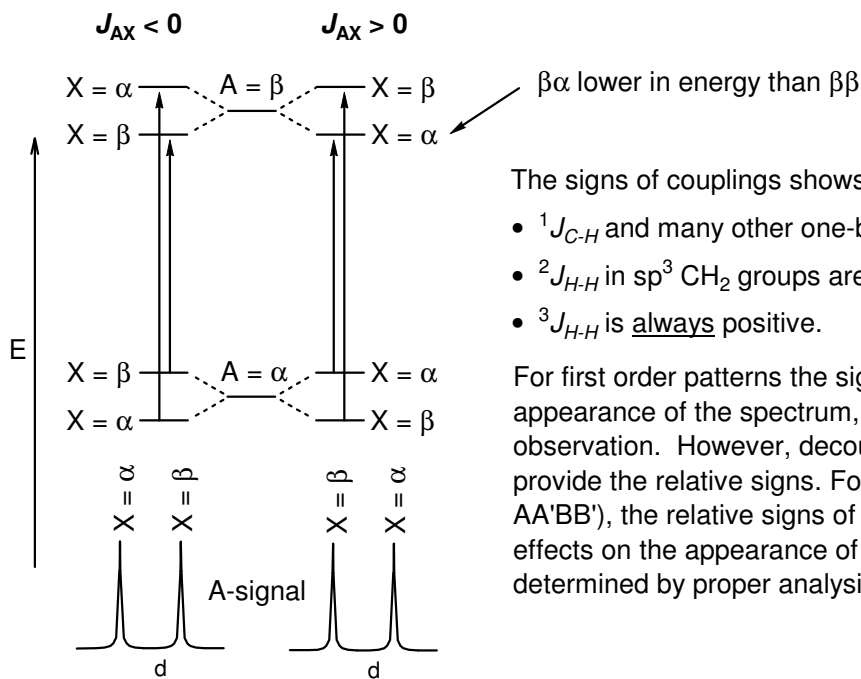 J_AX < 0
J_AX > 0
X = α
A = β
X = β
X = β
X = α
βα lower in energy than ββ
The signs of couplings shows
• ¹J_C-H and many other one-b
• ²J_H-H in sp³ CH₂ groups are
• ³J_H-H is always positive.
E
X = β
A = α
X = α
X = α
X = β
For first order patterns the sig
appearance of the spectrum,
observation. However, decou
provide the relative signs. Fo
AA'BB'), the relative signs of
effects on the appearance of
determined by proper analysi
X = α
X = β
X = β
X = α
A-signal
d
d